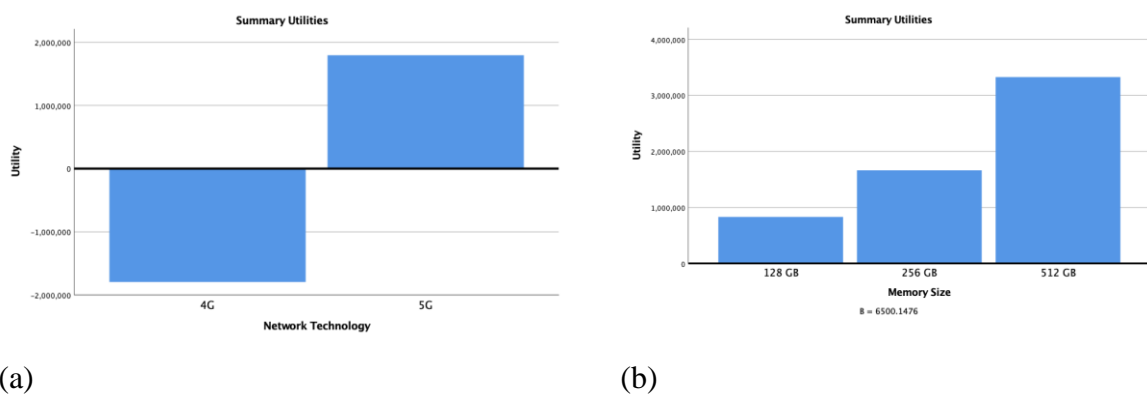 Summary Utilities
2,000,000
1,000,000
0
-1,000,000
-2,000,000
Utility
4G
5G
Network Technology
(a)
Summary Utilities
4,000,000
3,000,000
2,000,000
1,000,000
0
Utility
128 GB
256 GB
512 GB
Memory Size
B = 6500.1476
(b)